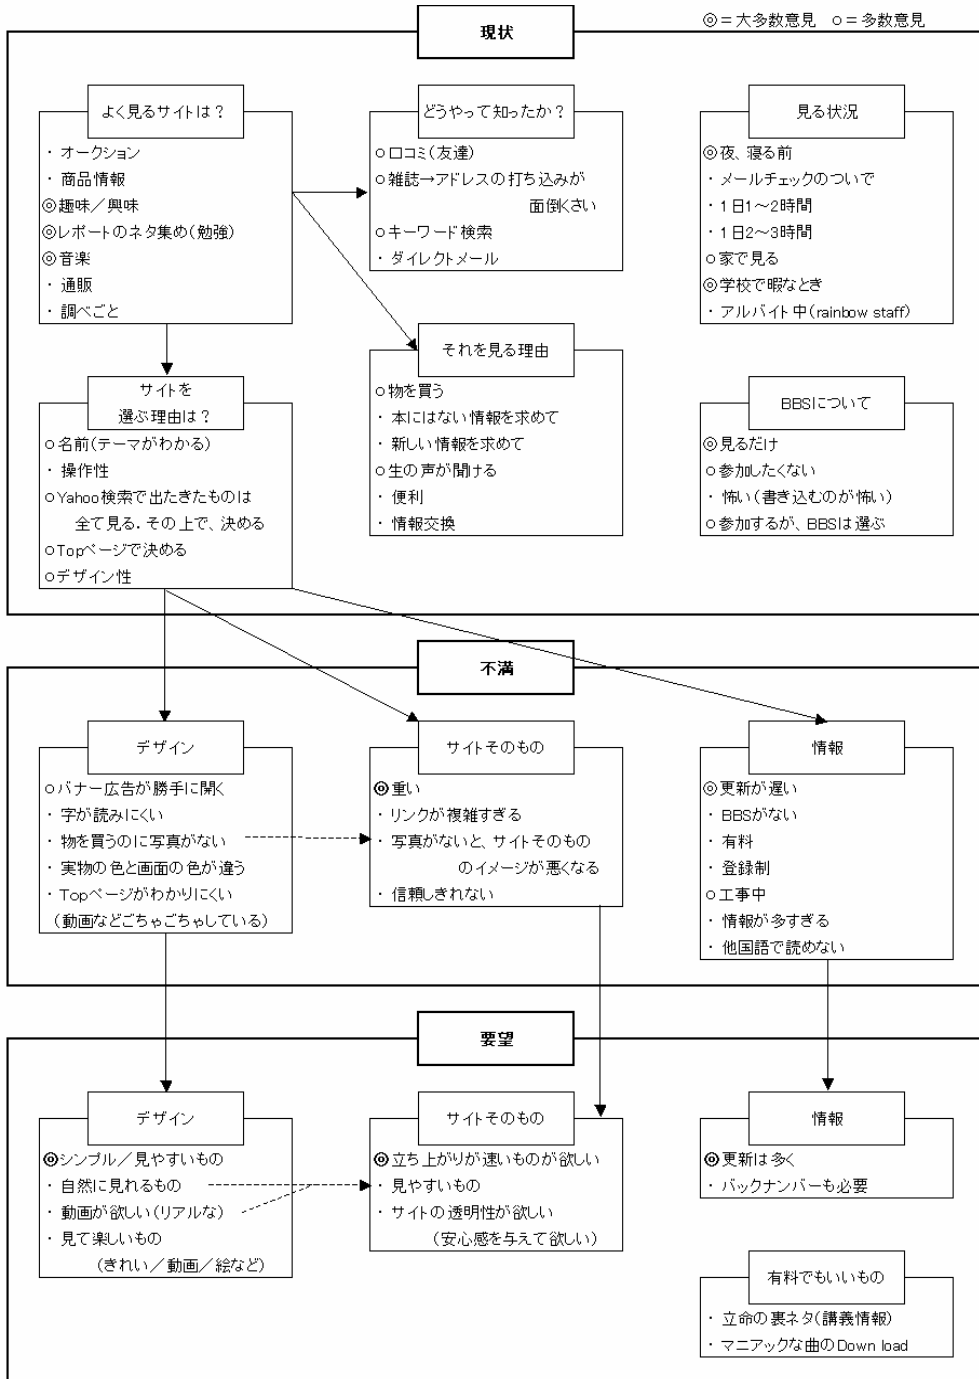 ◎＝大多数意見　○＝多数意見
現状
よく見るサイトは？
・オークション
・商品情報
◎趣味／興味
◎レポートのネタ集め（勉強）
◎音楽
・通販
・調べごと
どうやって知ったか？
○口コミ（友達）
○雑誌→アドレスの打ち込みが
面倒くさい
○キーワード検索
・ダイレクトメール
見る状況
◎夜、寝る前
・メールチェックのついで
・1日1～2時間
・1日2～3時間
○家で見る
◎学校で暇なとき
・アルバイト中（rainbow staff）
サイトを
選ぶ理由は？
○名前（テーマがわかる）
・操作性
○Yahoo検索で出たきたものは
全て見る．その上で、決める
○Topページで決める
○デザイン性
それを見る理由
○物を買う
・本にはない情報を求めて
・新しい情報を求めて
○生の声が聞ける
・便利
・情報交換
BBSについて
◎見るだけ
○参加したくない
・怖い（書き込むのが怖い）
○参加するが、BBSは選ぶ
不満
デザイン
○バナー広告が勝手に開く
・字が読みにくい
・物を買うのに写真がない
・実物の色と画面の色が違う
・Topページがわかりにくい
（動画などごちゃごちゃしている）
サイトそのもの
◎重い
・リンクが複雑すぎる
・写真がないと、サイトそのもの
のイメージが悪くなる
・信頼しきれない
情報
◎更新が遅い
・BBSがない
・有料
・登録制
○工事中
・情報が多すぎる
・他国語で読めない
要望
デザイン
◎シンプル／見やすいもの
・自然に見れるもの
・動画が欲しい（リアルな）
・見て楽しいもの
（きれい／動画／絵など）
サイトそのもの
◎立ち上がりが速いものが欲しい
・見やすいもの
・サイトの透明性が欲しい
（安心感を与えて欲しい）
情報
◎更新は多く
・バックナンバーも必要
有料でもいいもの
・立命の裏ネタ（講義情報）
・マニアックな曲のDown load